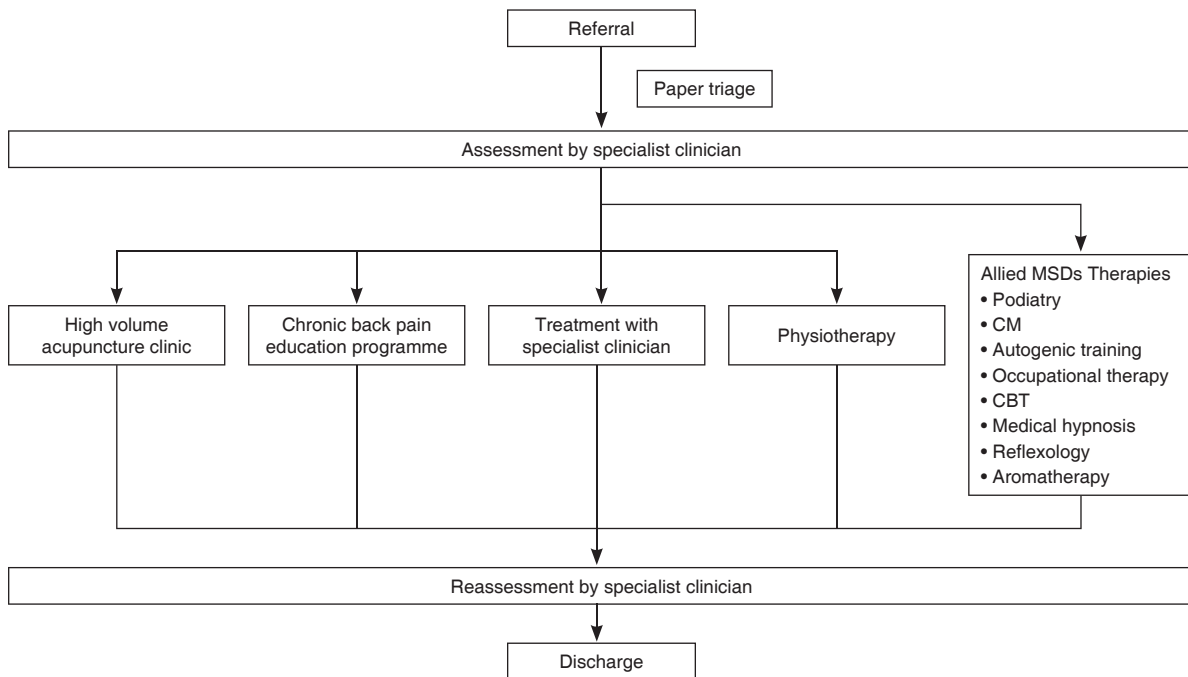 Referral
Paper triage
Assessment by specialist clinician
High volume
acupuncture clinic
Chronic back pain
education programme
Treatment with
specialist clinician
Physiotherapy
Allied MSDs Therapies
• Podiatry
• CM
• Autogenic training
• Occupational therapy
• CBT
• Medical hypnosis
• Reflexology
• Aromatherapy
Reassessment by specialist clinician
Discharge